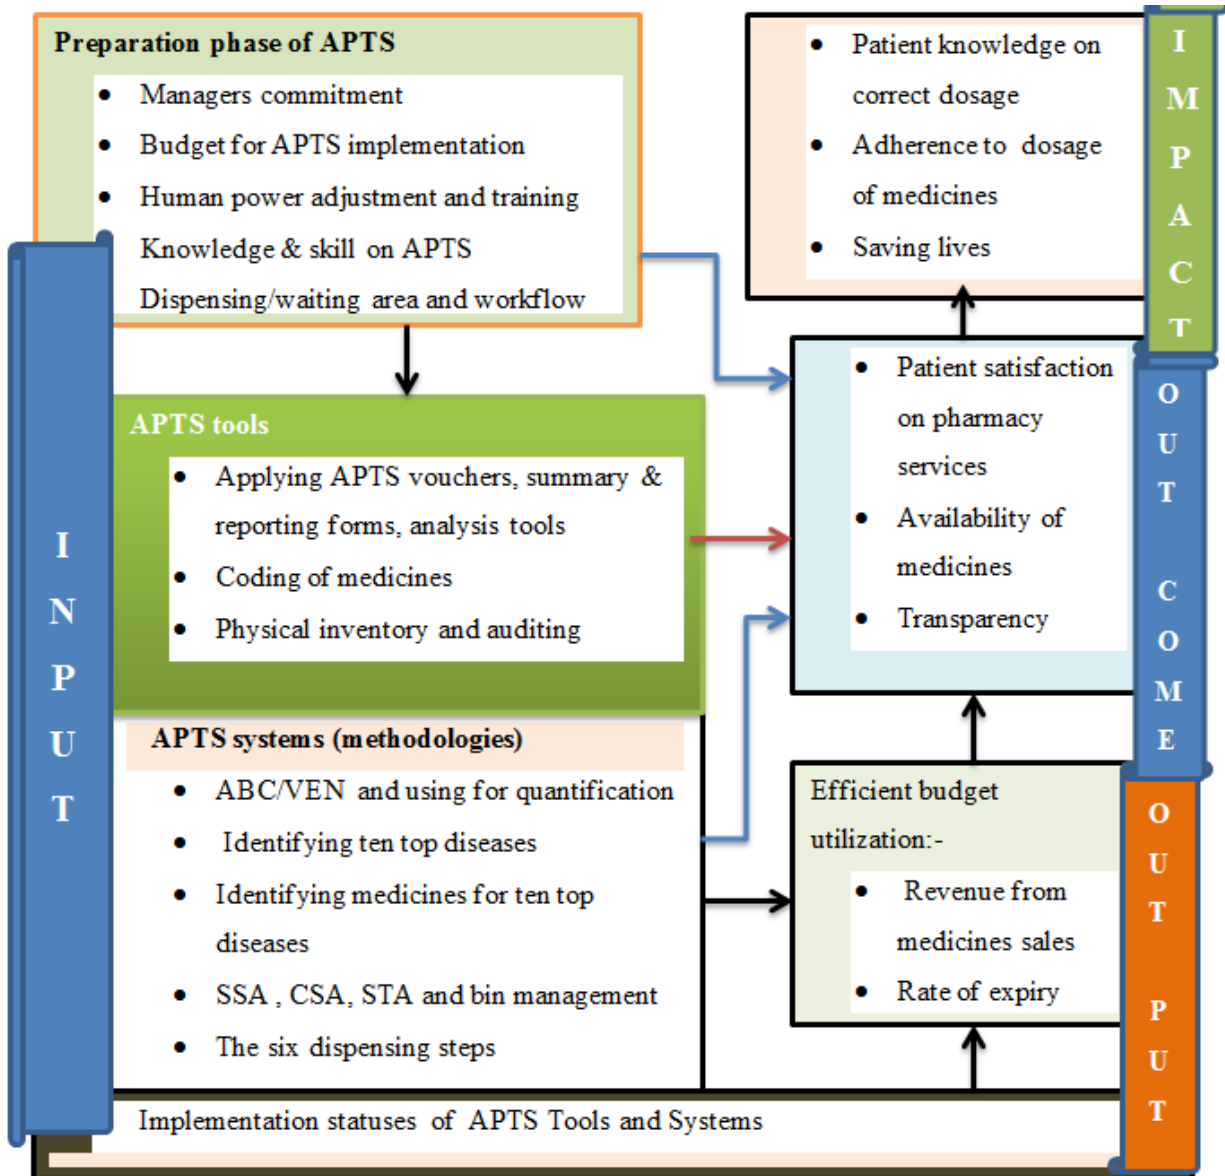 Preparation phase of APTS
• Managers commitment
• Budget for APTS implementation
• Human power adjustment and training
• Knowledge & skill on APTS
Dispensing/waiting area and workflow
APTS tools
• Applying APTS vouchers, summary &
reporting forms, analysis tools
• Coding of medicines
• Physical inventory and auditing
APTS systems (methodologies)
• ABC/VEN and using for quantification
• Identifying ten top diseases
• Identifying medicines for ten top
diseases
• SSA , CSA, STA and bin management
• The six dispensing steps
Implementation statuses of APTS Tools and Systems
INPUT
• Patient knowledge on
correct dosage
• Adherence to dosage
of medicines
• Saving lives
IMPACT
• Patient satisfaction
on pharmacy
services
• Availability of
medicines
• Transparency
OUT COME
Efficient budget
utilization:-
• Revenue from
medicines sales
• Rate of expiry
OUT PUT